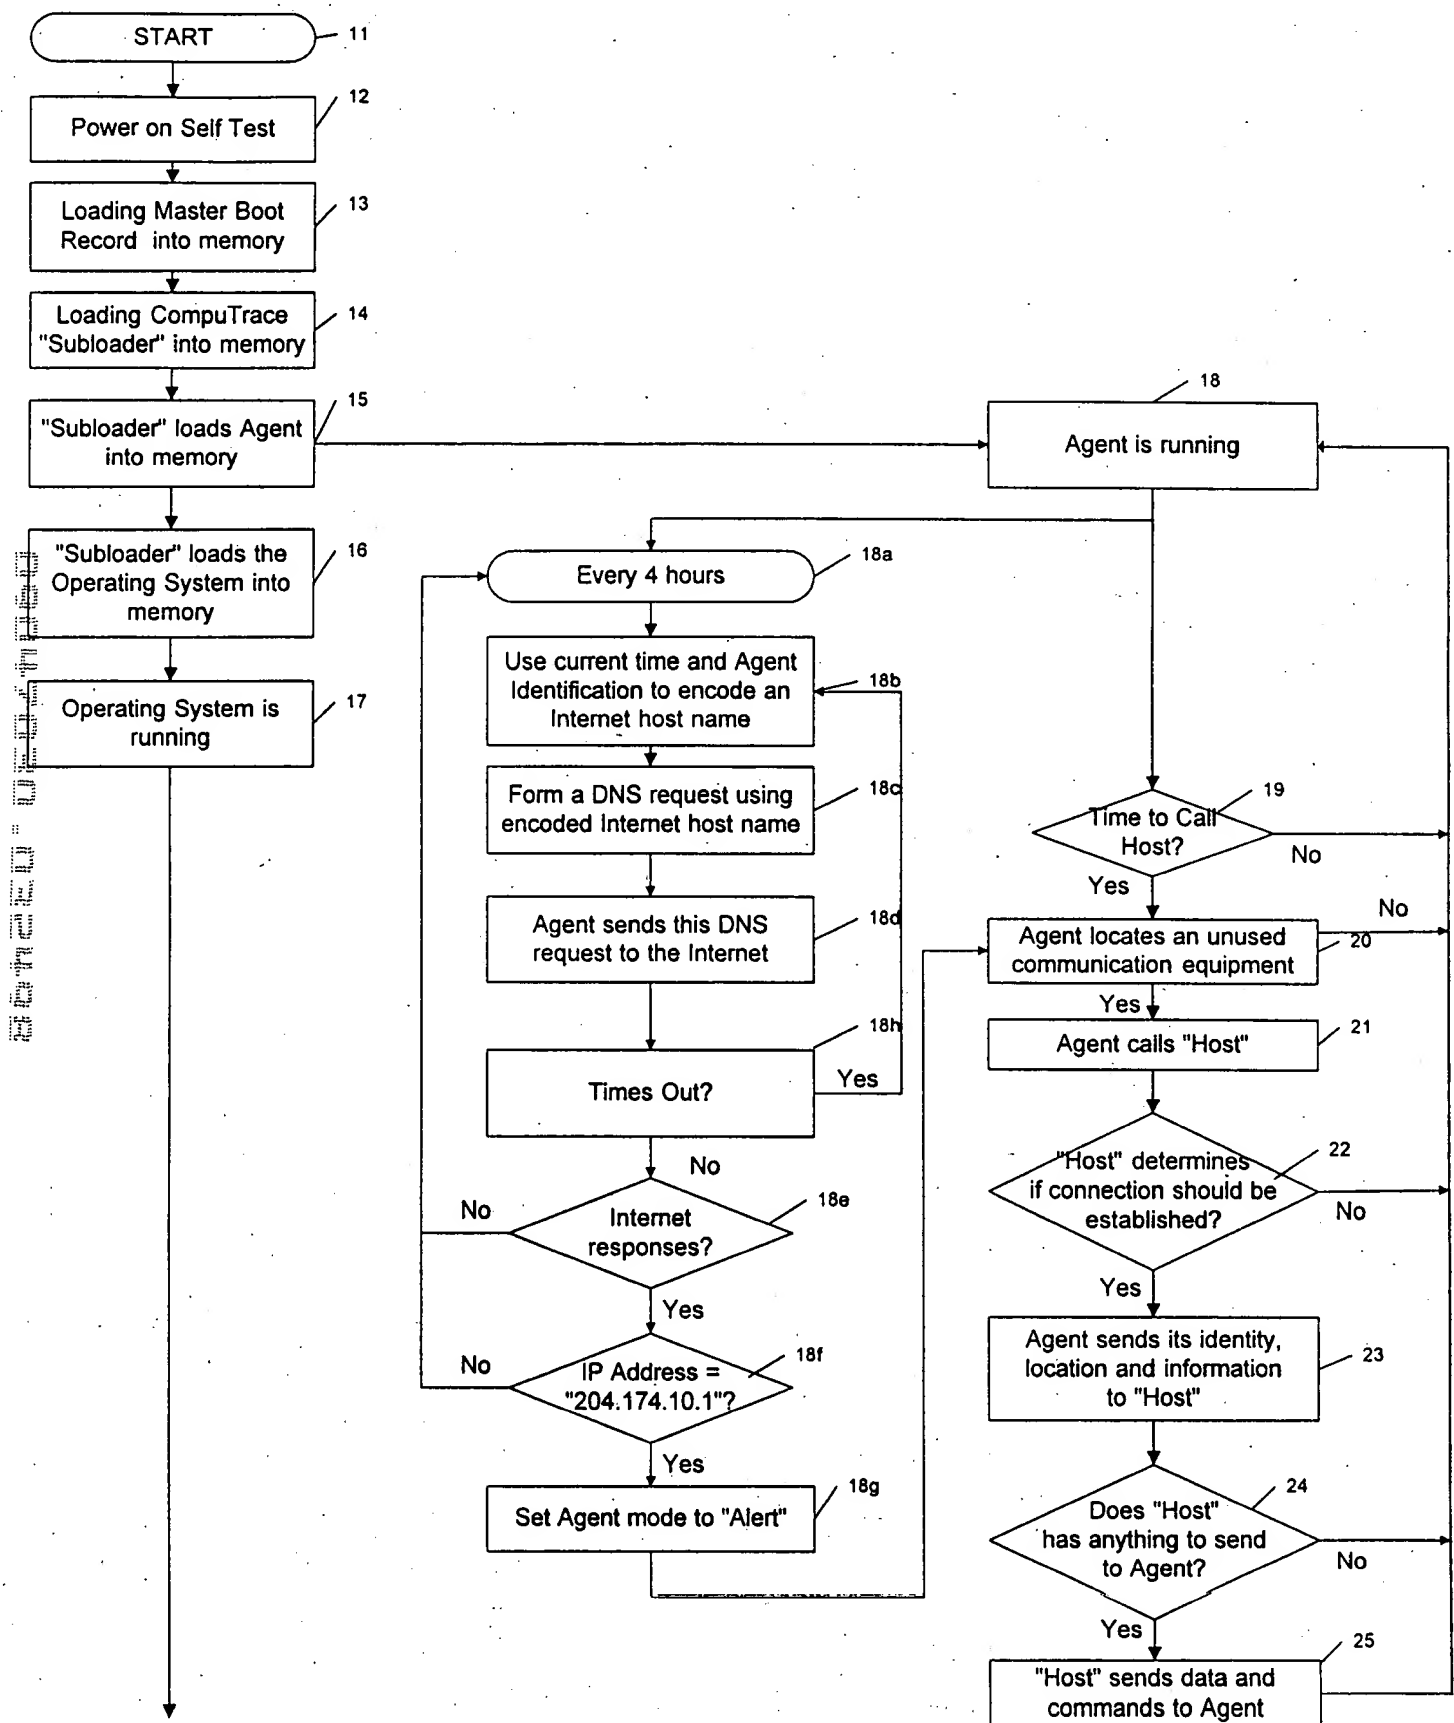 START
11
Power on Self Test
12
Loading Master Boot
Record into memory
13
Loading CompuTrace
"Subloader" into memory
14
"Subloader" loads Agent
into memory
15
"Subloader" loads the
Operating System into
memory
16
Operating System is
running
17
Agent is running
18
Every 4 hours
18a
Use current time and Agent
Identification to encode an
Internet host name
18b
Form a DNS request using
encoded Internet host name
18c
Agent sends this DNS
request to the Internet
18d
Times Out?
18h
Yes
No
Internet
responses?
18e
No
Yes
IP Address =
"204.174.10.1"?
18f
No
Yes
Set Agent mode to "Alert"
18g
Time to Call
Host?
19
No
Yes
Agent locates an unused
communication equipment
20
No
Yes
Agent calls "Host"
21
"Host" determines
if connection should be
established?
22
No
Yes
Agent sends its identity,
location and information
to "Host"
23
Does "Host"
has anything to send
to Agent?
24
No
Yes
"Host" sends data and
commands to Agent
25